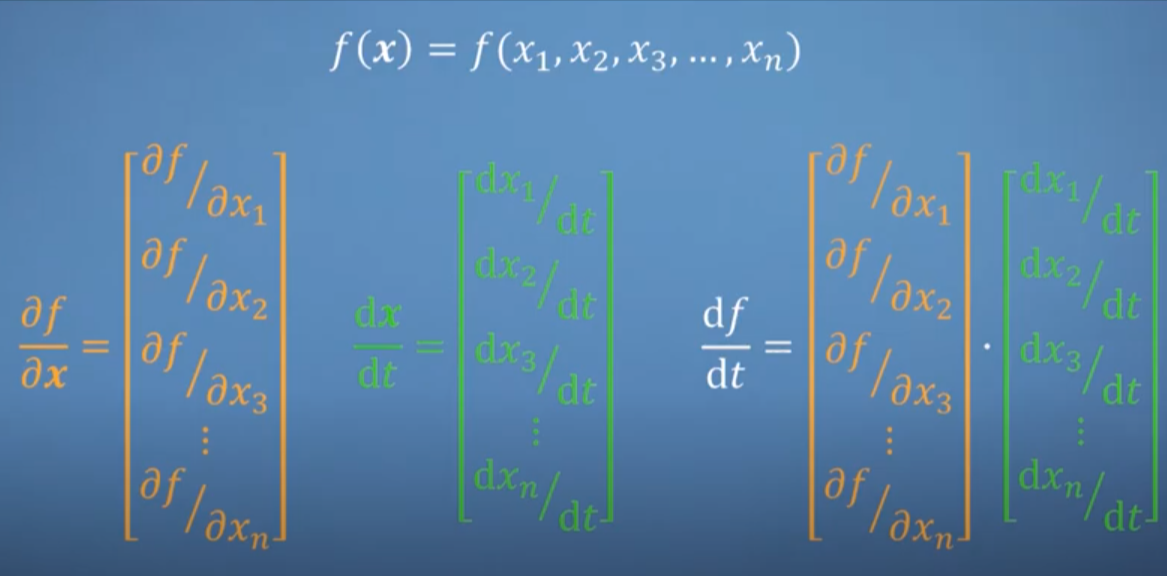 f(x) = f(x₁, x₂, x₃, … , xₙ)
∂f/∂x = [∂f/∂x₁ ∂f/∂x₂ ∂f/∂x₃ ⋮ ∂f/∂xₙ]
dx/dt = [dx₁/dt dx₂/dt dx₃/dt ⋮ dxₙ/dt]
df/dt = [∂f/∂x₁ ∂f/∂x₂ ∂f/∂x₃ ⋮ ∂f/∂xₙ] · [dx₁/dt dx₂/dt dx₃/dt ⋮ dxₙ/dt]